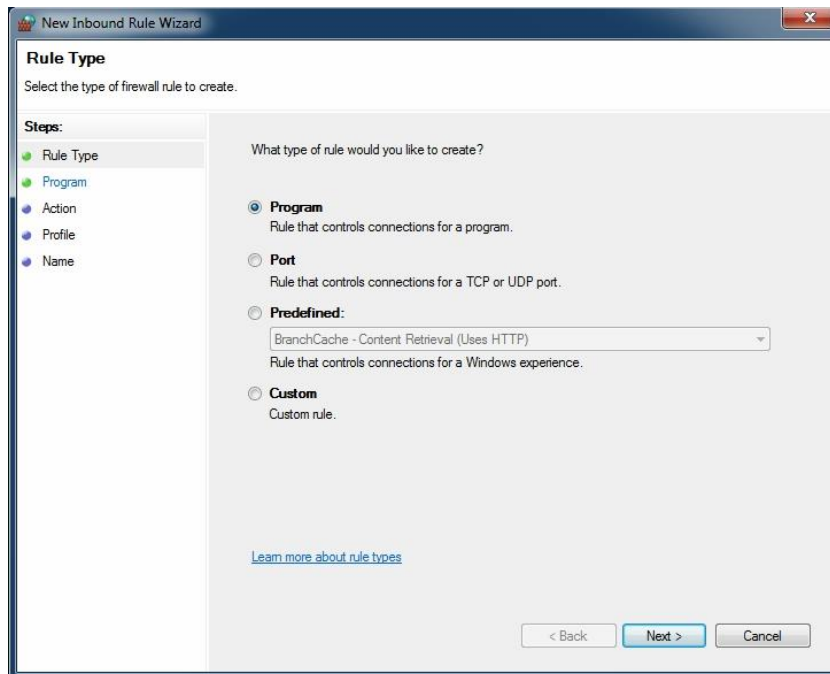 New Inbound Rule Wizard
Rule Type
Select the type of firewall rule to create.
Steps:
Rule Type
Program
Action
Profile
Name
What type of rule would you like to create?
Program
Rule that controls connections for a program.
Port
Rule that controls connections for a TCP or UDP port.
Predefined:
BranchCache - Content Retrieval (Uses HTTP)
Rule that controls connections for a Windows experience.
Custom
Custom rule.
Learn more about rule types
< Back Next > Cancel